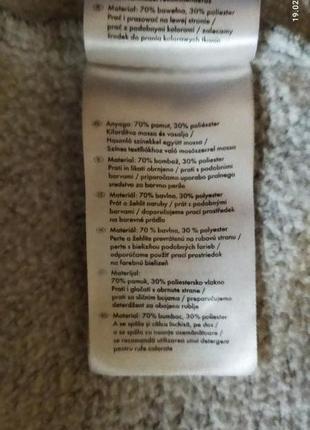 Materiał: 70% bawełna, 30% poliester
Prać i prasować na lewej stronie /
prać z podobnymi kolorami / zalecamy
środek do prania kolorowych tkanin
Anyaga: 70% pamut, 30% poliészter
Kifordítva mossa és vasalja /
Hasonló színekkel együtt mossa /
Színes textíliákhoz való mosószerrel mossa
Material: 70% bombaž, 30% poliester
Prati in likati obrnjeno / prati s podobnimi
barvami / priporočamo uporabo pralnega
sredstva za barvno perilo
Materiál: 70% bavlna, 30% polyester
Prát a žehlit naruby / prát s podobnými
barvami / doporučujeme prací prostředek
na barevné prádlo
Materiál: 70% bavlna, 30% polyester
Perte a žehlite prevrátené na rubovú stranu /
perte s bielizňou podobných farieb /
odporúčame použiť prací prostriedok
na farebnú bielizeň
Materijal:
70% pamuk, 30% poliestersko vlakno
Prati i glačati s obrnute strane /
prati sa sličnim bojama / preporučujemo
deterdžent za obojeno rublje
Material: 70% bumbac, 30% poliester
A se spăla și călca închisă, pe dos /
a se spăla cu nuanțe asemănătoare /
se recomandă utilizarea unui detergent
pentru rufe colorate
19.02